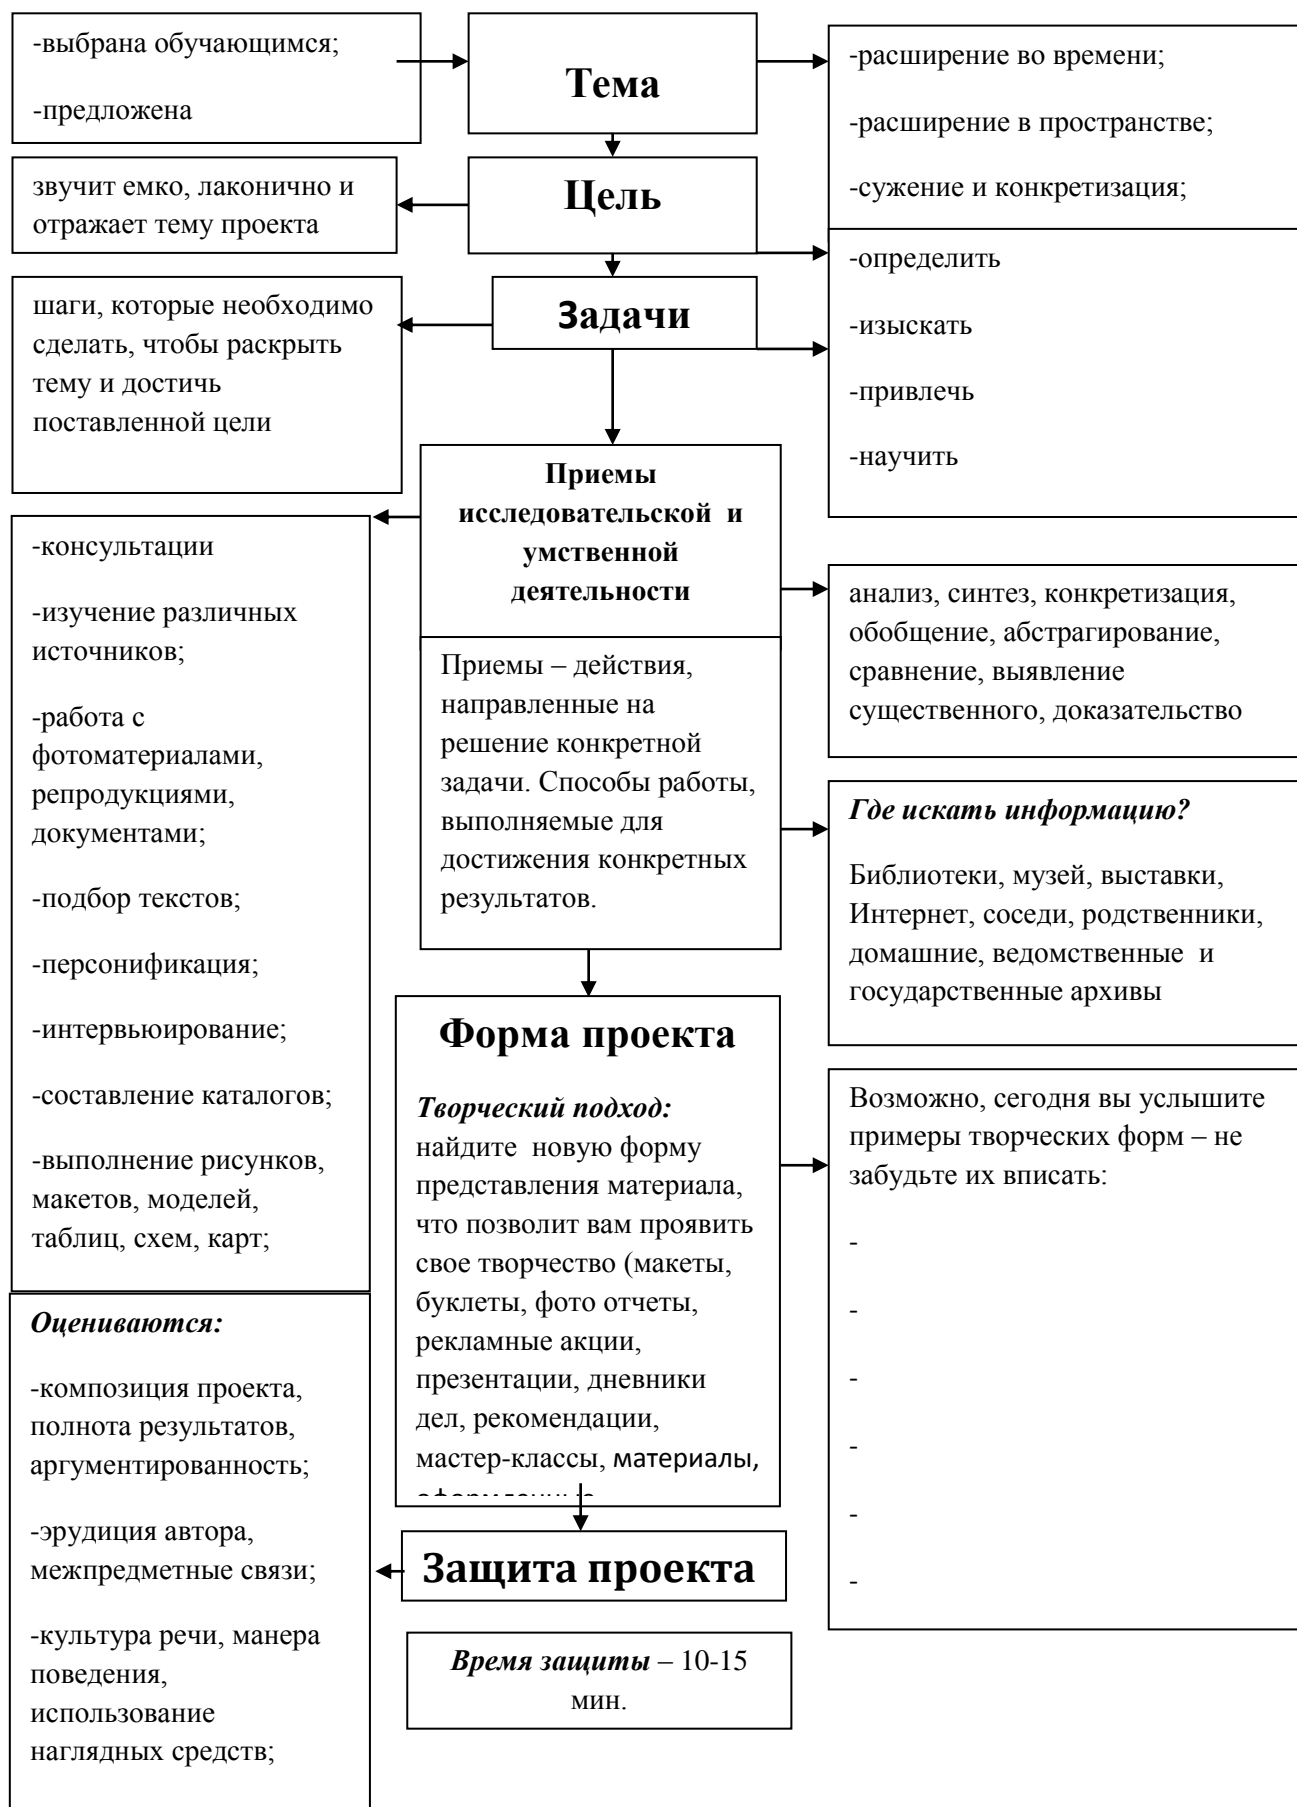 -выбрана обучающимся;
-предложена
Тема
-расширение во времени;
-расширение в пространстве;
-сужение и конкретизация;
звучит емко, лаконично и
отражает тему проекта
Цель
шаги, которые необходимо
сделать, чтобы раскрыть
тему и достичь
поставленной цели
Задачи
-определить
-изыскать
-привлечь
-научить
Приемы
исследовательской и
умственной
деятельности
Приемы – действия,
направленные на
решение конкретной
задачи. Способы работы,
выполняемые для
достижения конкретных
результатов.
-консультации
-изучение различных
источников;
-работа с
фотоматериалами,
репродукциями,
документами;
-подбор текстов;
-персонификация;
-интервьюирование;
-составление каталогов;
-выполнение рисунков,
макетов, моделей,
таблиц, схем, карт;
анализ, синтез, конкретизация,
обобщение, абстрагирование,
сравнение, выявление
существенного, доказательство
Где искать информацию?
Библиотеки, музей, выставки,
Интернет, соседи, родственники,
домашние, ведомственные и
государственные архивы
Форма проекта
Творческий подход:
найдите новую форму
представления материала,
что позволит вам проявить
свое творчество (макеты,
буклеты, фото отчеты,
рекламные акции,
презентации, дневники
дел, рекомендации,
мастер-классы, материалы,
Возможно, сегодня вы услышите
примеры творческих форм – не
забудьте их вписать:
-
-
-
-
-
-
Оцениваются:
-композиция проекта,
полнота результатов,
аргументированность;
-эрудиция автора,
межпредметные связи;
-культура речи, манера
поведения,
использование
наглядных средств;
Защита проекта
Время защиты – 10-15
мин.